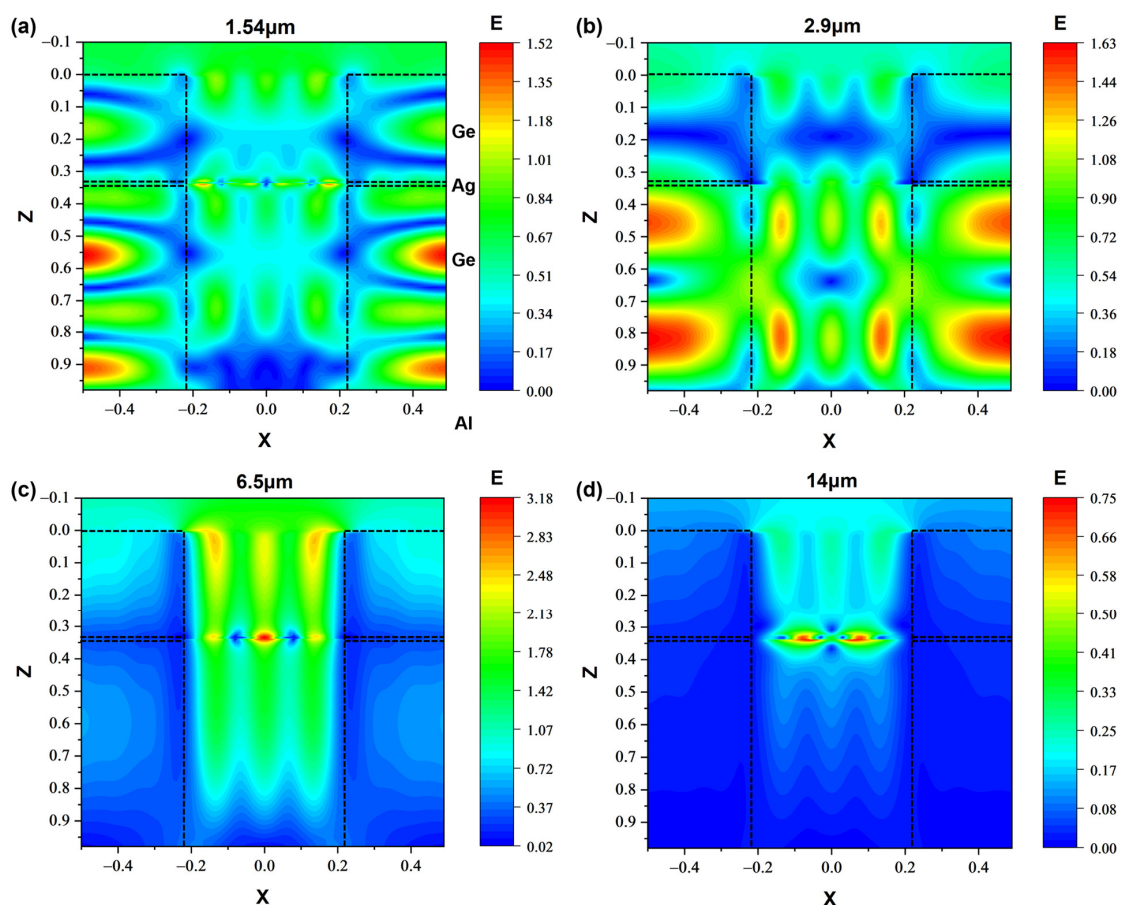 (a) 1.54μm E (b) 2.9μm E
−0.1 0.0 0.1 0.2 0.3 0.4 0.5 0.6 0.7 0.8 0.9
Z
Ge
Ag
Ge
Al
−0.4 −0.2 0.0 0.2 0.4
X
1.52 1.35 1.18 1.01 0.84 0.67 0.51 0.34 0.17 0.00
−0.1 0.0 0.1 0.2 0.3 0.4 0.5 0.6 0.7 0.8 0.9
Z
−0.4 −0.2 0.0 0.2 0.4
X
1.63 1.45 1.27 1.08 0.90 0.72 0.54 0.36 0.18 0.00
(c) 6.5μm E (d) 14μm E
−0.1 0.0 0.1 0.2 0.3 0.4 0.5 0.6 0.7 0.8 0.9
Z
−0.4 −0.2 0.0 0.2 0.4
X
3.18 2.83 2.48 2.13 1.78 1.42 1.07 0.72 0.37 0.02
−0.1 0.0 0.1 0.2 0.3 0.4 0.5 0.6 0.7 0.8 0.9
Z
−0.4 −0.2 0.0 0.2 0.4
X
0.75 0.66 0.58 0.50 0.41 0.33 0.25 0.17 0.08 0.00